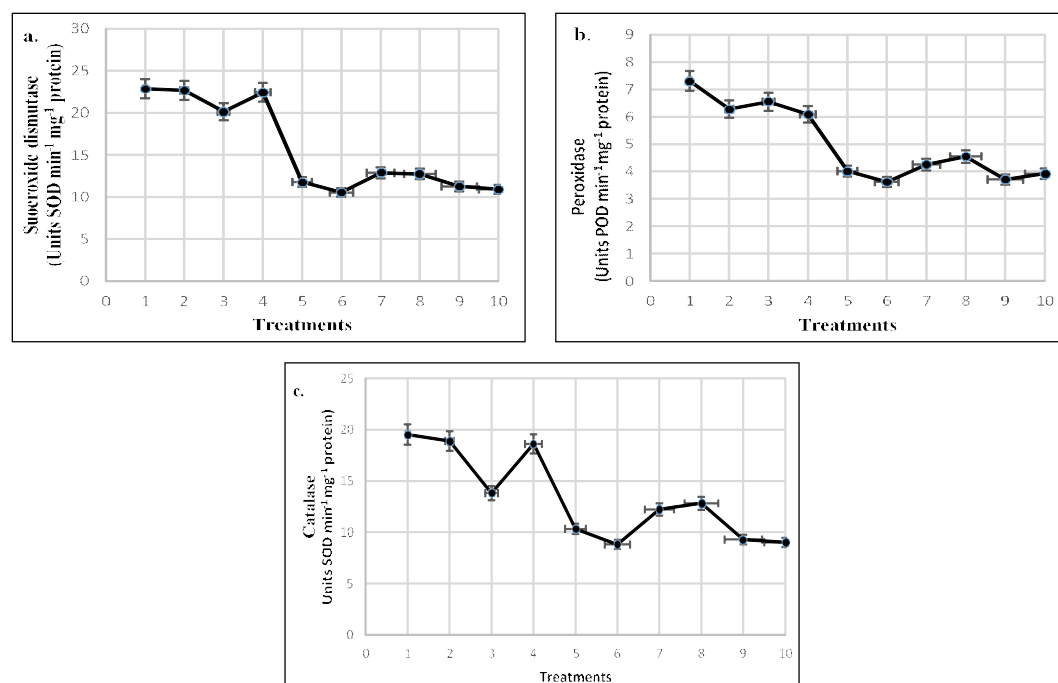 a.
Suoeroxide dismutase
(Units SOD min⁻¹ mg⁻¹ protein)
30
25
20
15
10
5
0
0 1 2 3 4 5 6 7 8 9 10
Treatments
b.
Peroxidase
(Units POD min⁻¹mg⁻¹ protein)
9
8
7
6
5
4
3
2
1
0
0 1 2 3 4 5 6 7 8 9 10
Treatments
c.
Catalase
Units SOD min⁻¹mg⁻¹ protein)
25
20
15
10
5
0
0 1 2 3 4 5 6 7 8 9 10
Treatments